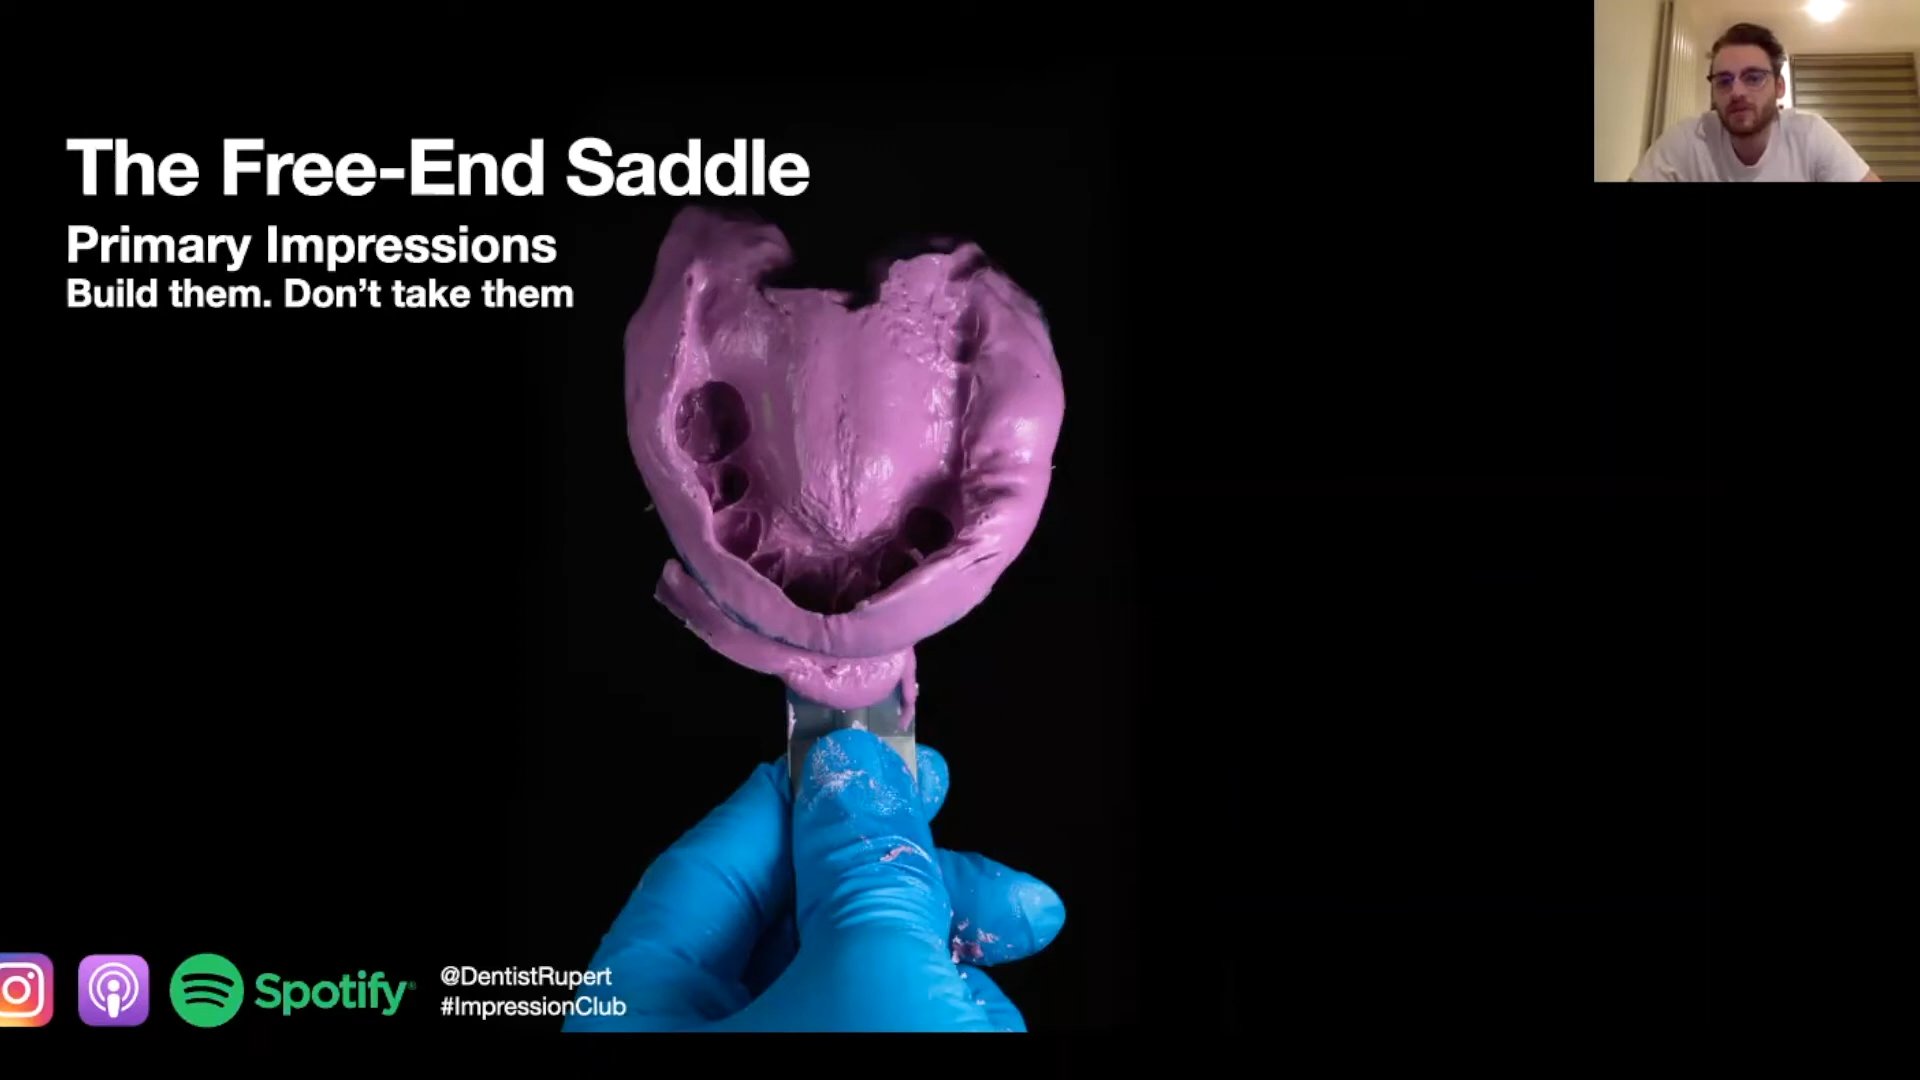 The Free-End Saddle
Primary Impressions
Build them. Don't take them
Spotify®
@DentistRupert
#ImpressionClub